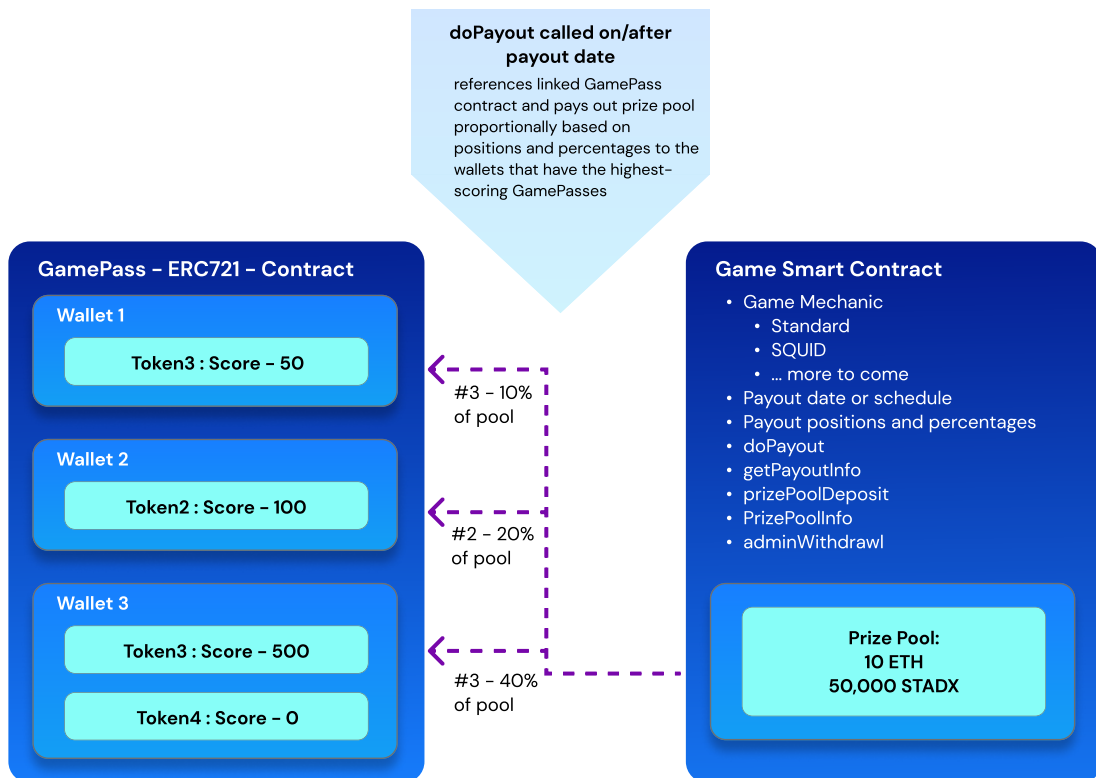 doPayout called on/after
payout date
references linked GamePass
contract and pays out prize pool
proportionally based on
positions and percentages to the
wallets that have the highest-
scoring GamePasses
GamePass - ERC721 - Contract
Wallet 1
Token3 : Score - 50
Wallet 2
Token2 : Score - 100
Wallet 3
Token3 : Score - 500
Token4 : Score - 0
#3 - 10%
of pool
#2 - 20%
of pool
#3 - 40%
of pool
Game Smart Contract
• Game Mechanic
• Standard
• SQUID
• ... more to come
• Payout date or schedule
• Payout positions and percentages
• doPayout
• getPayoutInfo
• prizePoolDeposit
• PrizePoolInfo
• adminWithdrawl
Prize Pool:
10 ETH
50,000 STADX